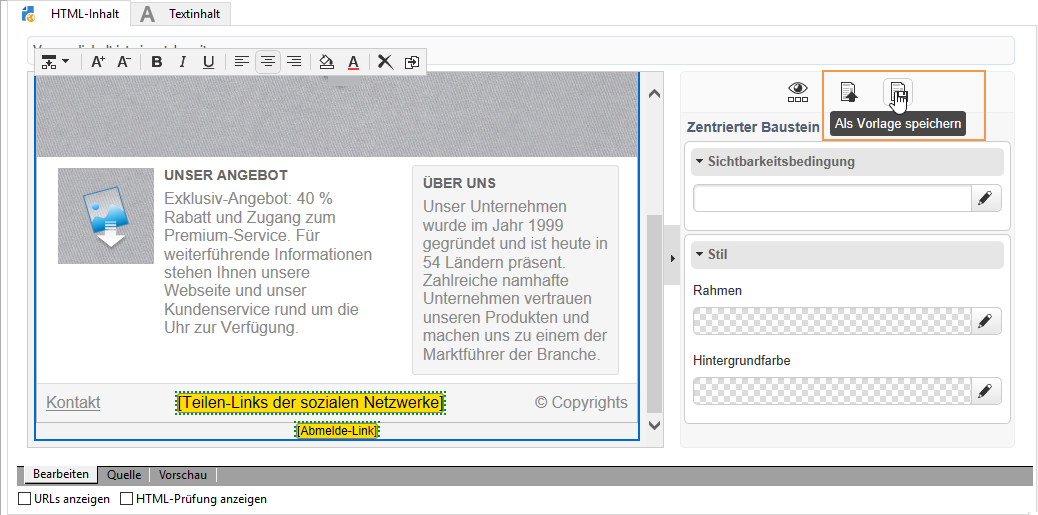 HTML-Inhalt
A Textinhalt
A+ A- B I U A
Als Vorlage speichern
Zentrierter Baustein
Sichtbarkeitsbedingung
Stil
Rahmen
Hintergrundfarbe
UNSER ANGEBOT
Exklusiv-Angebot: 40 %
Rabatt und Zugang zum
Premium-Service. Für
weiterführende Informationen
stehen Ihnen unsere
Webseite und unser
Kundenservice rund um die
Uhr zur Verfügung.
ÜBER UNS
Unser Unternehmen
wurde im Jahr 1999
gegründet und ist heute in
54 Ländern präsent.
Zahlreiche namhafte
Unternehmen vertrauen
unseren Produkten und
machen uns zu einem der
Marktführer der Branche.
Kontakt [Teilen-Links der sozialen Netzwerke] © Copyrights
[Abmelde-Link]
Bearbeiten Quelle Vorschau
URLs anzeigen HTML-Prüfung anzeigen